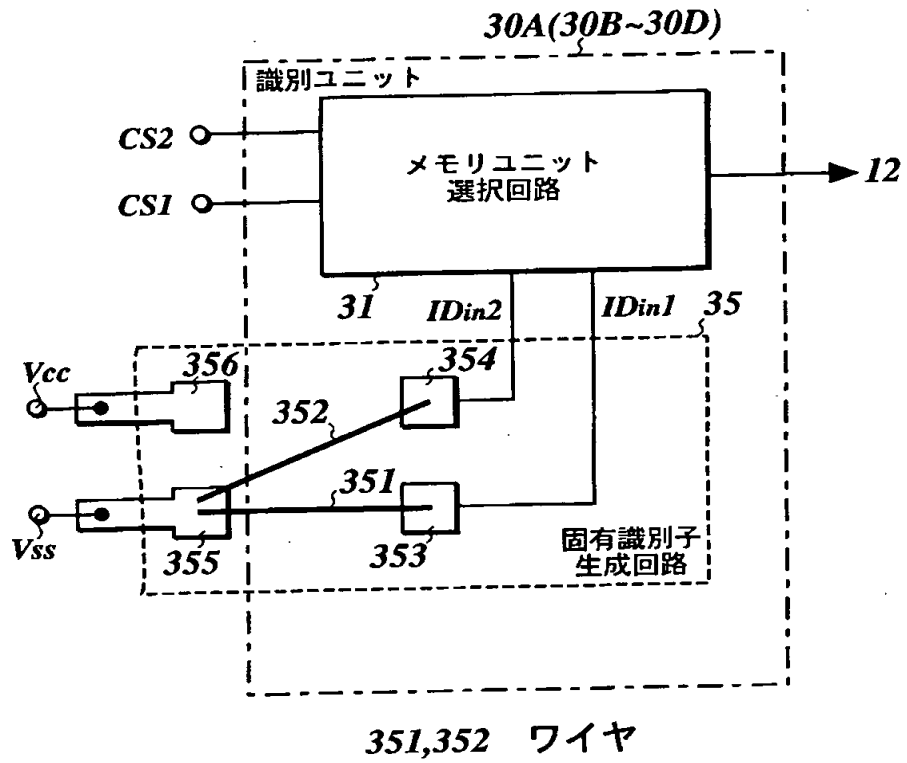 30A(30B~30D)
識別ユニット
CS2
CS1
メモリユニット
選択回路
12
31
IDin2
IDin1
35
Vcc
356
354
352
351
Vss
355
353
固有識別子
生成回路
351,352 ワイヤ